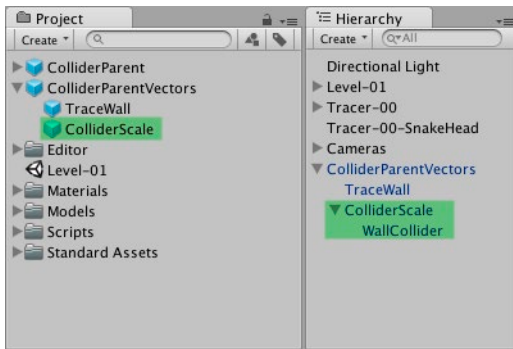 Project
Create
ColliderParent
ColliderParentVectors
TraceWall
ColliderScale
Editor
Level-01
Materials
Models
Scripts
Standard Assets
Hierarchy
Create
All
Directional Light
Level-01
Tracer-00
Tracer-00-SnakeHead
Cameras
ColliderParentVectors
TraceWall
ColliderScale
WallCollider